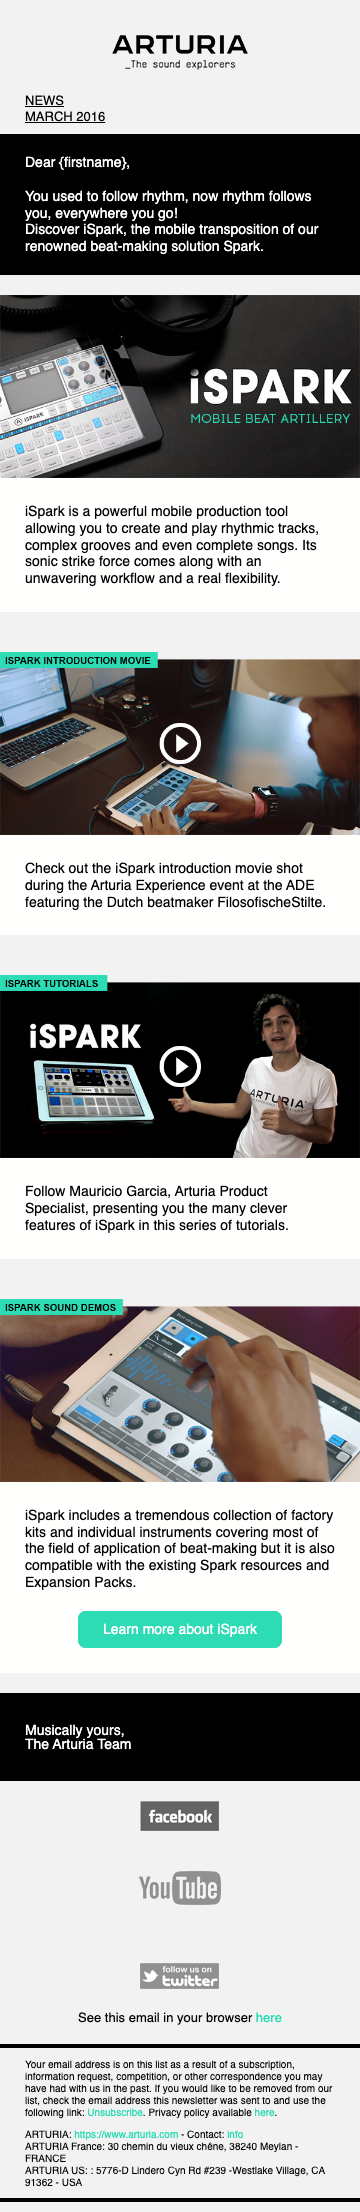 ARTURIA
_The sound explorers
NEWS
MARCH 2016
Dear {firstname},
You used to follow rhythm, now rhythm follows
you, everywhere you go!
Discover iSpark, the mobile transposition of our
renowned beat-making solution Spark.
iSPARK
iSPARK
MOBILE BEAT ARTILLERY
iSpark is a powerful mobile production tool
allowing you to create and play rhythmic tracks,
complex grooves and even complete songs. Its
sonic strike force comes along with an
unwavering workflow and a real flexibility.
ISPARK INTRODUCTION MOVIE
Check out the iSpark introduction movie shot
during the Arturia Experience event at the ADE
featuring the Dutch beatmaker FilosofischeStilte.
ISPARK TUTORIALS
iSPARK
ARTURIA
Follow Mauricio Garcia, Arturia Product
Specialist, presenting you the many clever
features of iSpark in this series of tutorials.
ISPARK SOUND DEMOS
iSpark includes a tremendous collection of factory
kits and individual instruments covering most of
the field of application of beat-making but it is also
compatible with the existing Spark resources and
Expansion Packs.
Learn more about iSpark
Musically yours,
The Arturia Team
facebook
YouTube
follow us on
twitter
See this email in your browser here
Your email address is on this list as a result of a subscription,
information request, competition, or other correspondence you may
have had with us in the past. If you would like to be removed from our
list, check the email address this newsletter was sent to and use the
following link: Unsubscribe. Privacy policy available here.
ARTURIA: https://www.arturia.com - Contact: info
ARTURIA France: 30 chemin du vieux chêne, 38240 Meylan -
FRANCE
ARTURIA US: : 5776-D Lindero Cyn Rd #239 -Westlake Village, CA
91362 - USA